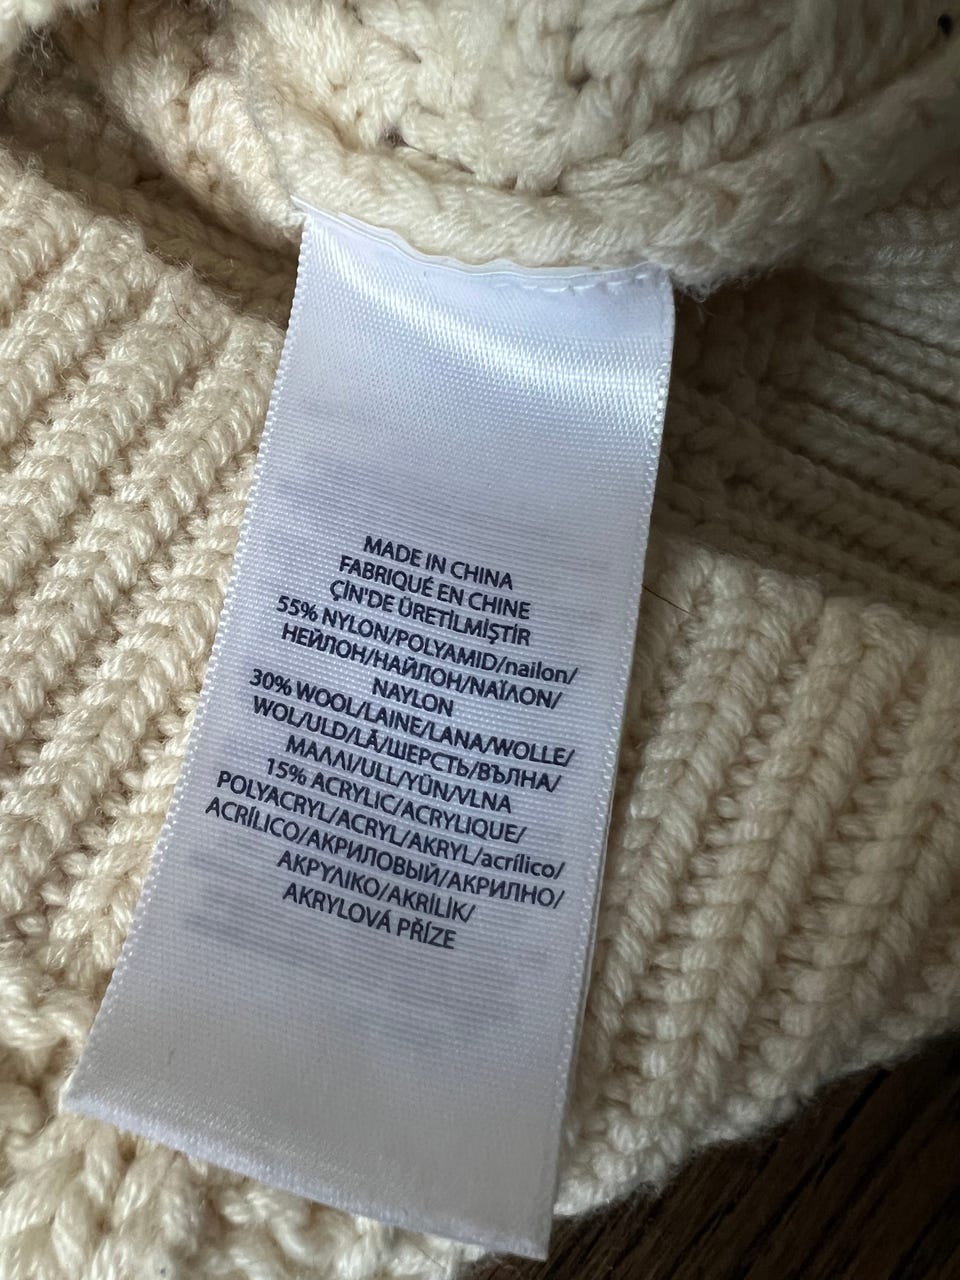 MADE IN CHINA
FABRIQUÉ EN CHINE
ÇİN'DE ÜRETİLMİŞTİR
55% NYLON/POLYAMID/nailon/
НЕЙЛОН/НАЙЛОН/ΝΑΪΛΟΝ/
NAYLON
30% WOOL/LAINE/LANA/WOLLE/
WOL/ULD/LÃ/ШЕРСТЬ/ВЪЛНА/
ΜΑΛΛΙ/ULL/YÜN/VLNA
15% ACRYLIC/ACRYLIQUE/
POLYACRYL/ACRYL/AKRYL/acrílico/
ACRÍLICO/АКРИЛОВЫЙ/АКРИЛНО/
ΑΚΡΥΛΙΚΟ/AKRİLİK/
AKRYLOVÁ PŘÍZE